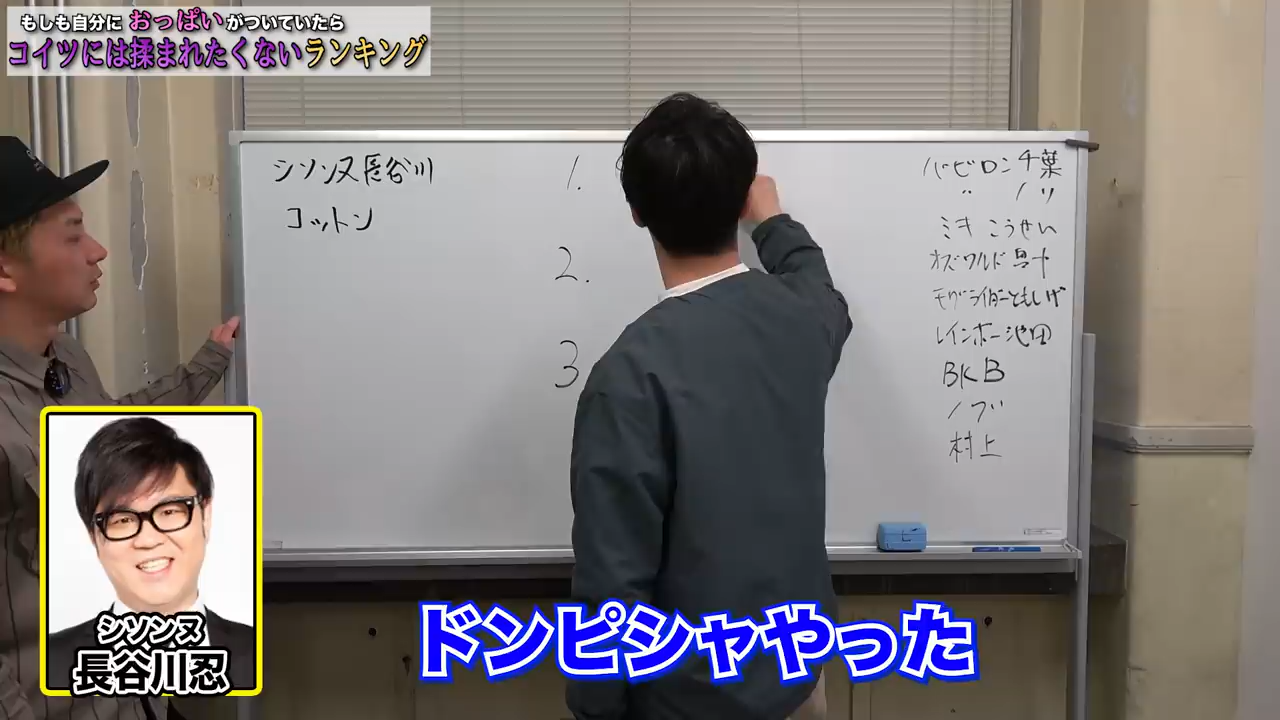 もしも自分におっぱいがついていたら
コイツには揉まれたくないランキング
シソンヌ長谷川
コットン
1.
2.
3
バビロン千葉
〃 ノリ
ミキ こうせい
オズワルド畠中
モグライダーともしげ
レインボー池田
BKB
ノブ
村上
シソンヌ
長谷川忍
ドンピシャやった